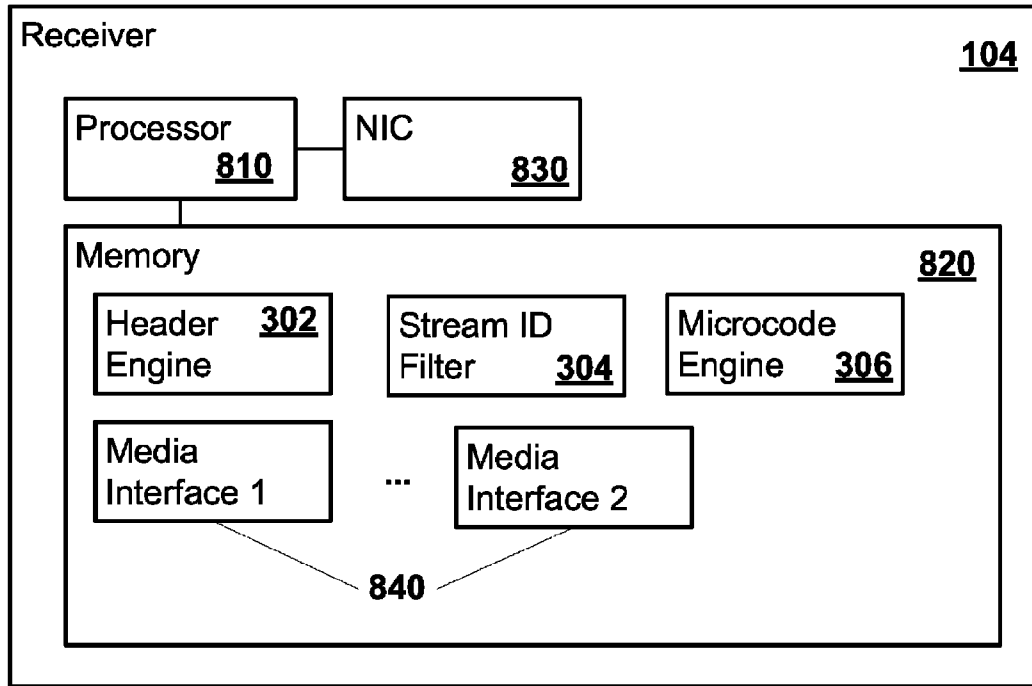 Receiver
104
Processor
810
NIC
830
Memory
820
Header 302
Engine
Stream ID
Filter 304
Microcode
Engine 306
Media
Interface 1
...
Media
Interface 2
840